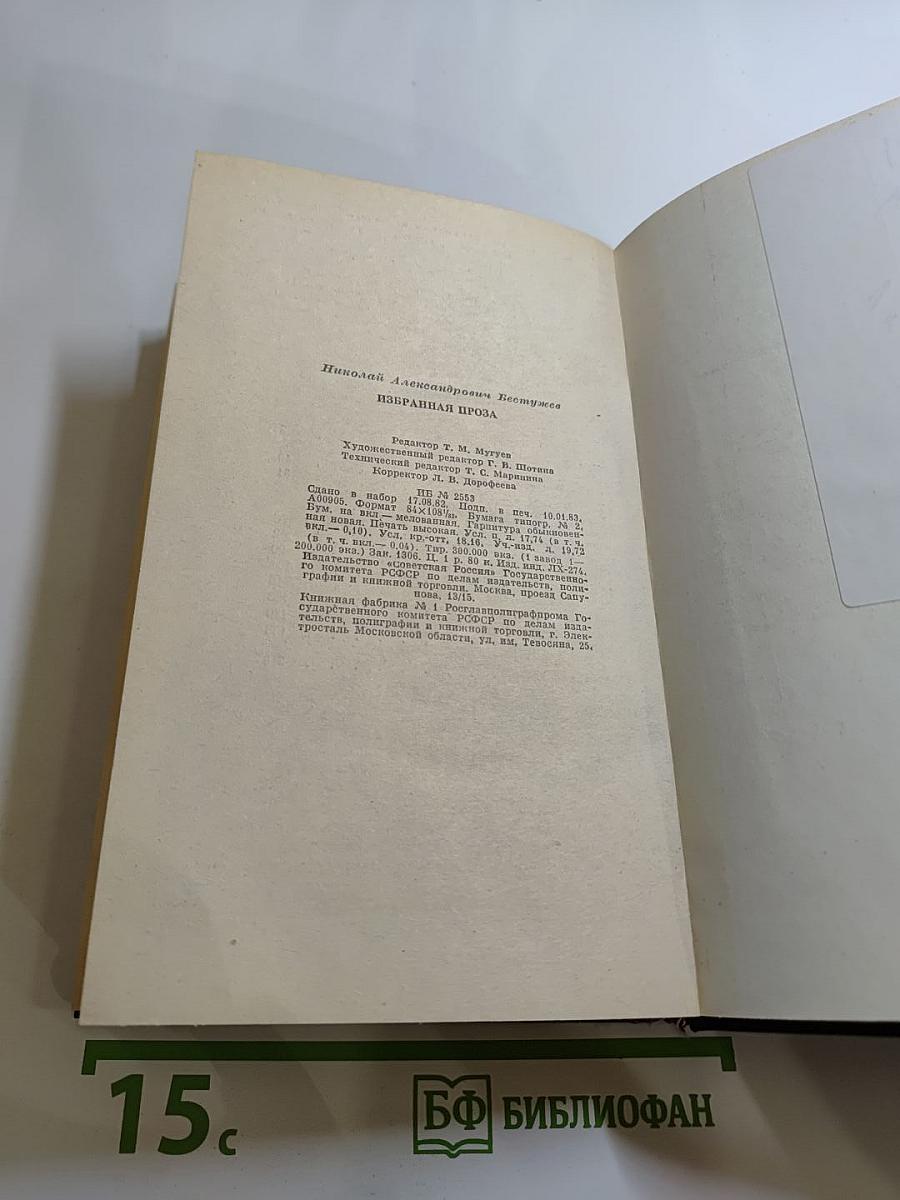 Николай Александрович Бестужев
ИЗБРАННАЯ ПРОЗА
Редактор Т. М. Мугуев
Художественный редактор Г. В. Шотина
Технический редактор Т. С. Маринина
Корректор Л. В. Дорофеева
ИБ № 2553
Сдано в набор 17.08.82. Подп. в печ. 10.01.83.
А00905. Формат 84×108¹/₃₂. Бумага типогр. № 2.
Бум. на вкл — мелованная. Гарнитура обыкновен-
ная новая. Печать высокая. Усл. п. л. 17,74 (в т. ч.
вкл.— 0,10). Усл. кр.-отт. 18,16. Уч.-изд. л. 19,72
(в т. ч. вкл.— 0,04). Тир. 300.000 экз. (1 завод 1—
200.000 экз.) Зак. 1306. Ц. 1 р. 80 к. Изд. инд. ЛХ-274.
Издательство «Советская Россия» Государственно-
го комитета РСФСР по делам издательств, поли-
графии и книжной торговли. Москва, проезд Сапу-
нова, 13/15.
Книжная фабрика № 1 Росглавполиграфпрома Го-
сударственного комитета РСФСР по делам изда-
тельств, полиграфии и книжной торговли, г. Элек-
тросталь Московской области, ул. им. Тевосяна, 25.
15 с
БФ БИБЛИОФАН